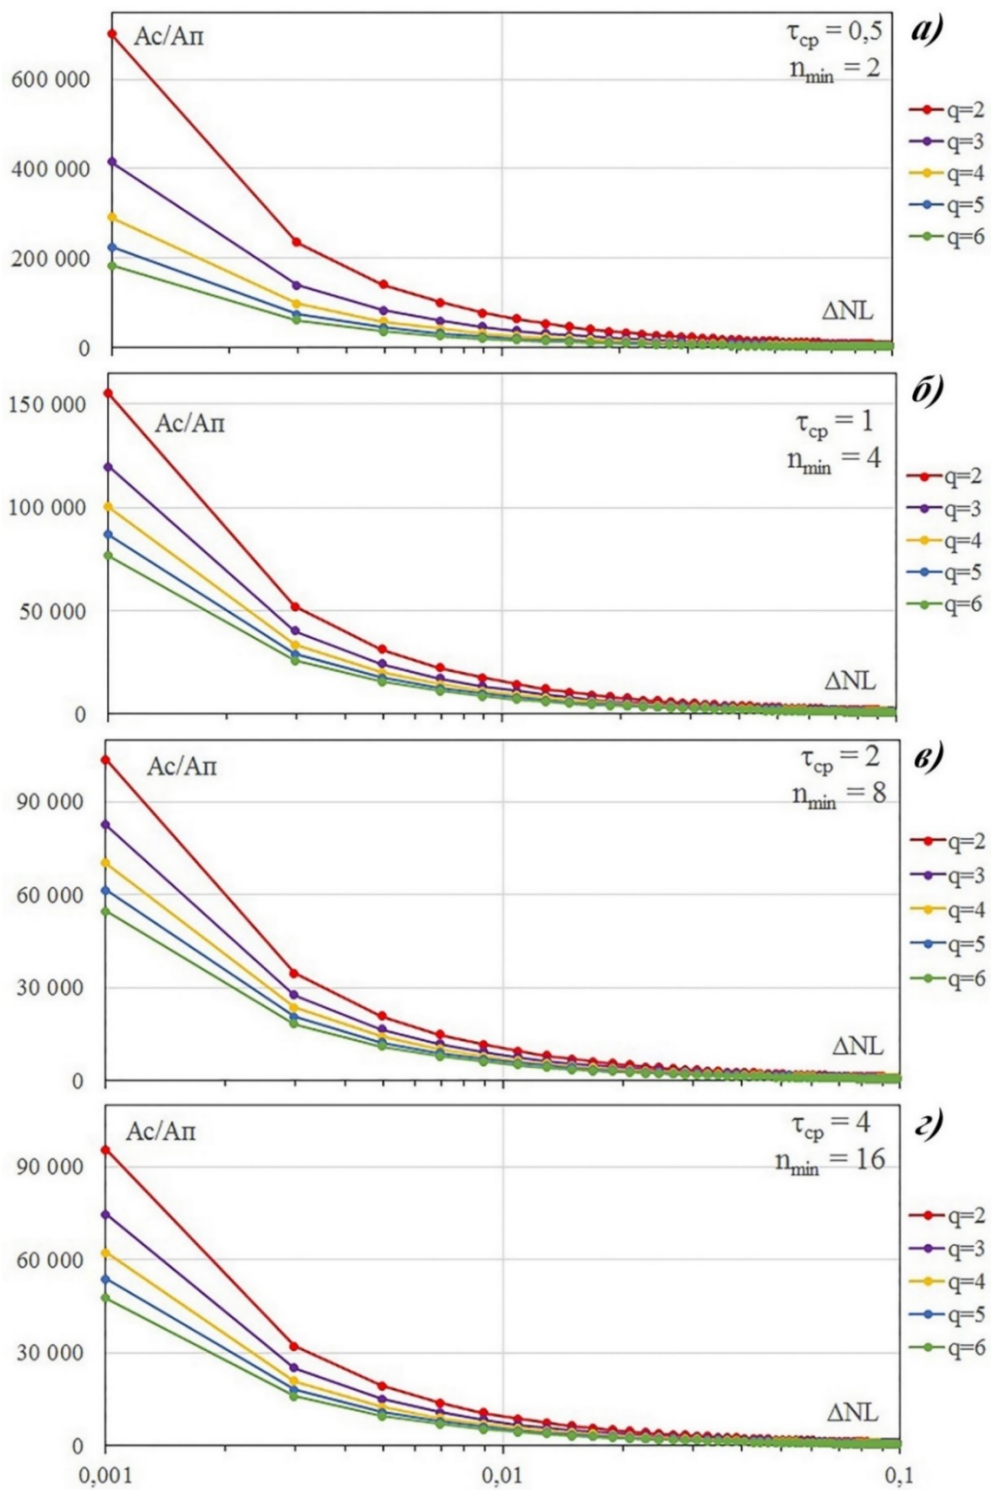 Ас/Ап
τср = 0,5
nmin = 2
а)
600 000
400 000
200 000
0
ΔNL
q=2
q=3
q=4
q=5
q=6
Ас/Ап
τср = 1
nmin = 4
б)
150 000
100 000
50 000
0
ΔNL
q=2
q=3
q=4
q=5
q=6
Ас/Ап
τср = 2
nmin = 8
в)
90 000
60 000
30 000
0
ΔNL
q=2
q=3
q=4
q=5
q=6
Ас/Ап
τср = 4
nmin = 16
г)
90 000
60 000
30 000
0
ΔNL
q=2
q=3
q=4
q=5
q=6
0,001
0,01
0,1